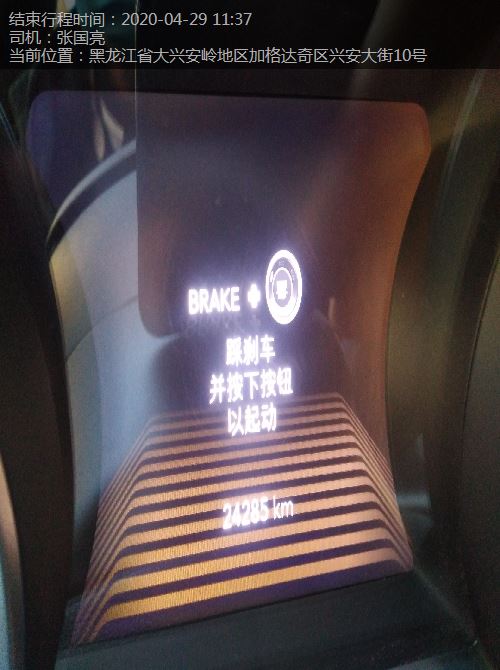 结束行程时间：2020-04-29 11:37
司机：张国亮
当前位置：黑龙江省大兴安岭地区加格达奇区兴安大街10号
BRAKE +
踩刹车
并按下按钮
以起动
24285 km